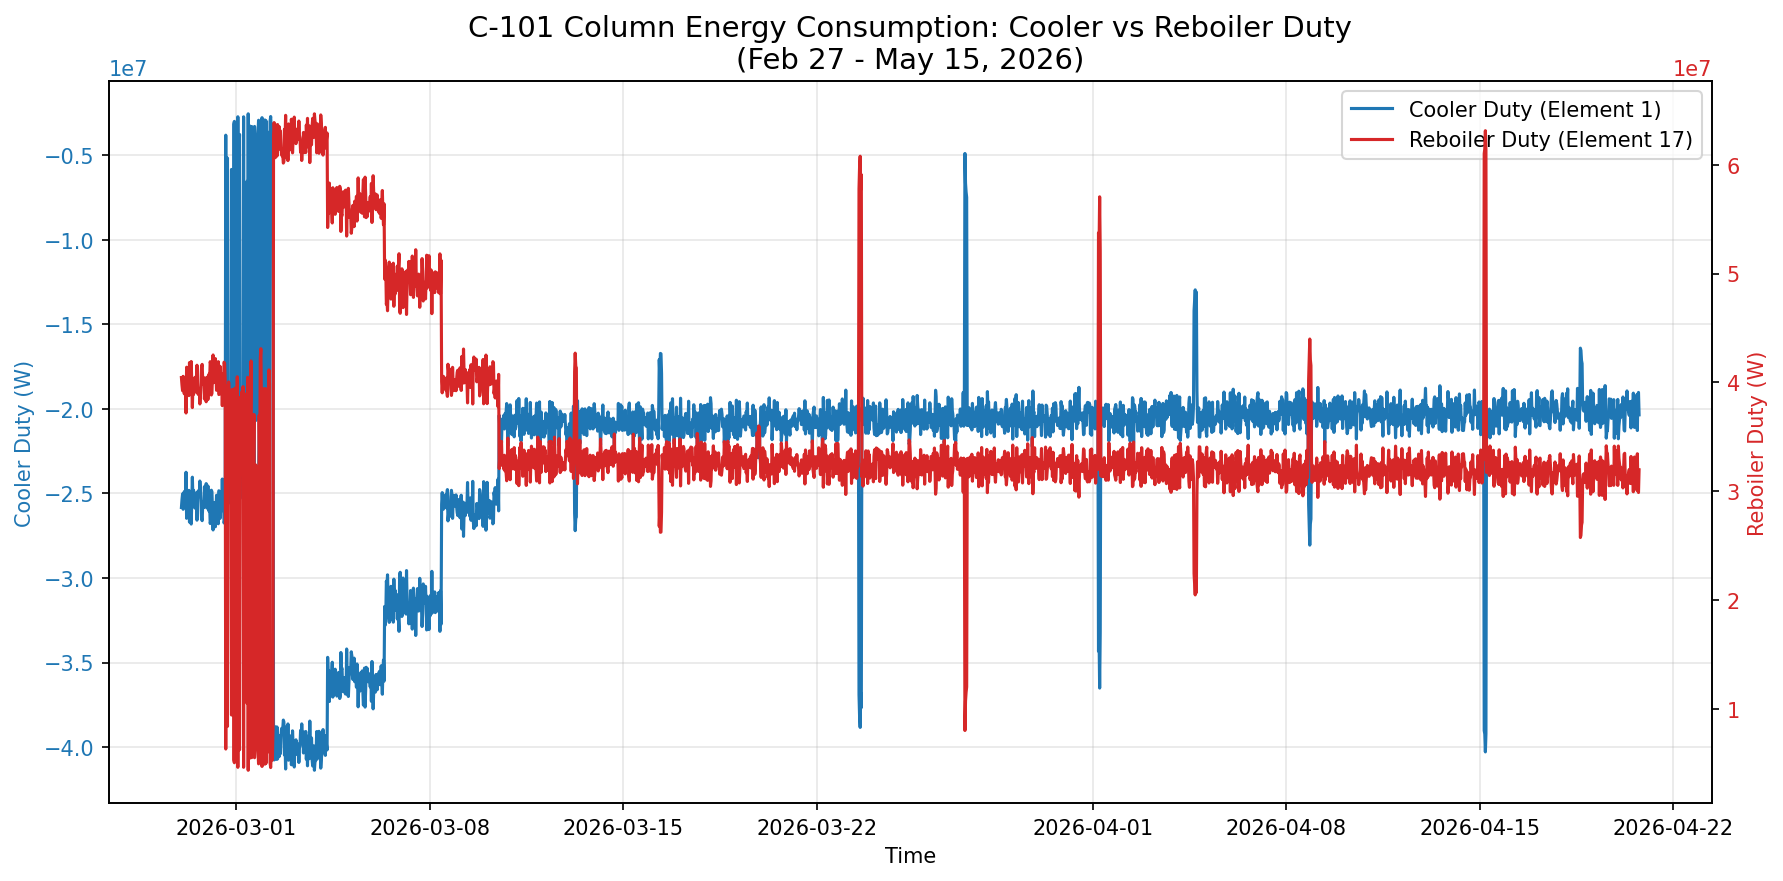 C-101 Column Energy Consumption: Cooler vs Reboiler Duty
(Feb 27 - May 15, 2026)
1e7
1e7
Cooler Duty (Element 1)
Reboiler Duty (Element 17)
−0.5
−1.0
−1.5
−2.0
−2.5
−3.0
−3.5
−4.0
Cooler Duty (W)
6
5
4
3
2
1
Reboiler Duty (W)
2026-03-01
2026-03-08
2026-03-15
2026-03-22
2026-04-01
2026-04-08
2026-04-15
2026-04-22
Time